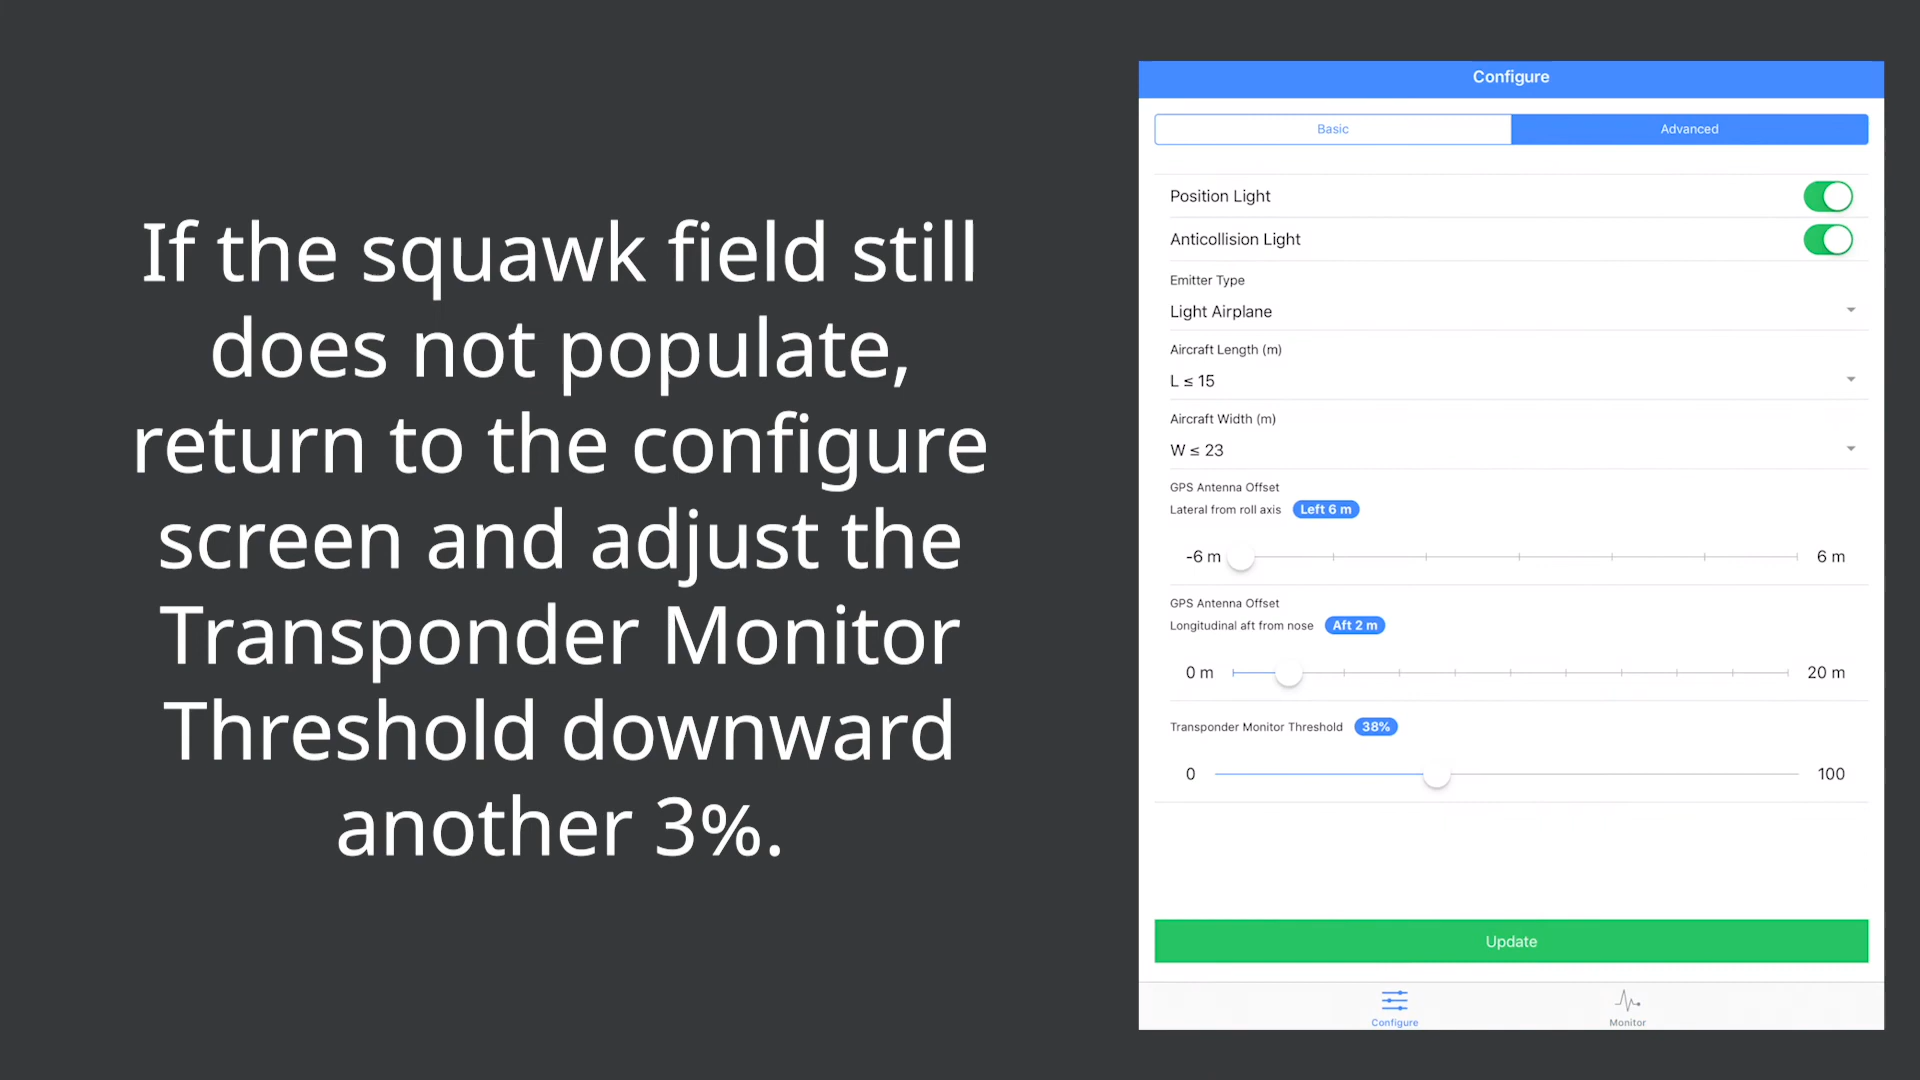 If the squawk field still
does not populate,
return to the configure
screen and adjust the
Transponder Monitor
Threshold downward
another 3%.
Configure
Basic Advanced
Position Light
Anticollision Light
Emitter Type
Light Airplane
Aircraft Length (m)
L ≤ 15
Aircraft Width (m)
W ≤ 23
GPS Antenna Offset
Lateral from roll axis Left 6 m
-6 m 6 m
GPS Antenna Offset
Longitudinal aft from nose Aft 2 m
0 m 20 m
Transponder Monitor Threshold 38%
0 100
Update
Configure Monitor